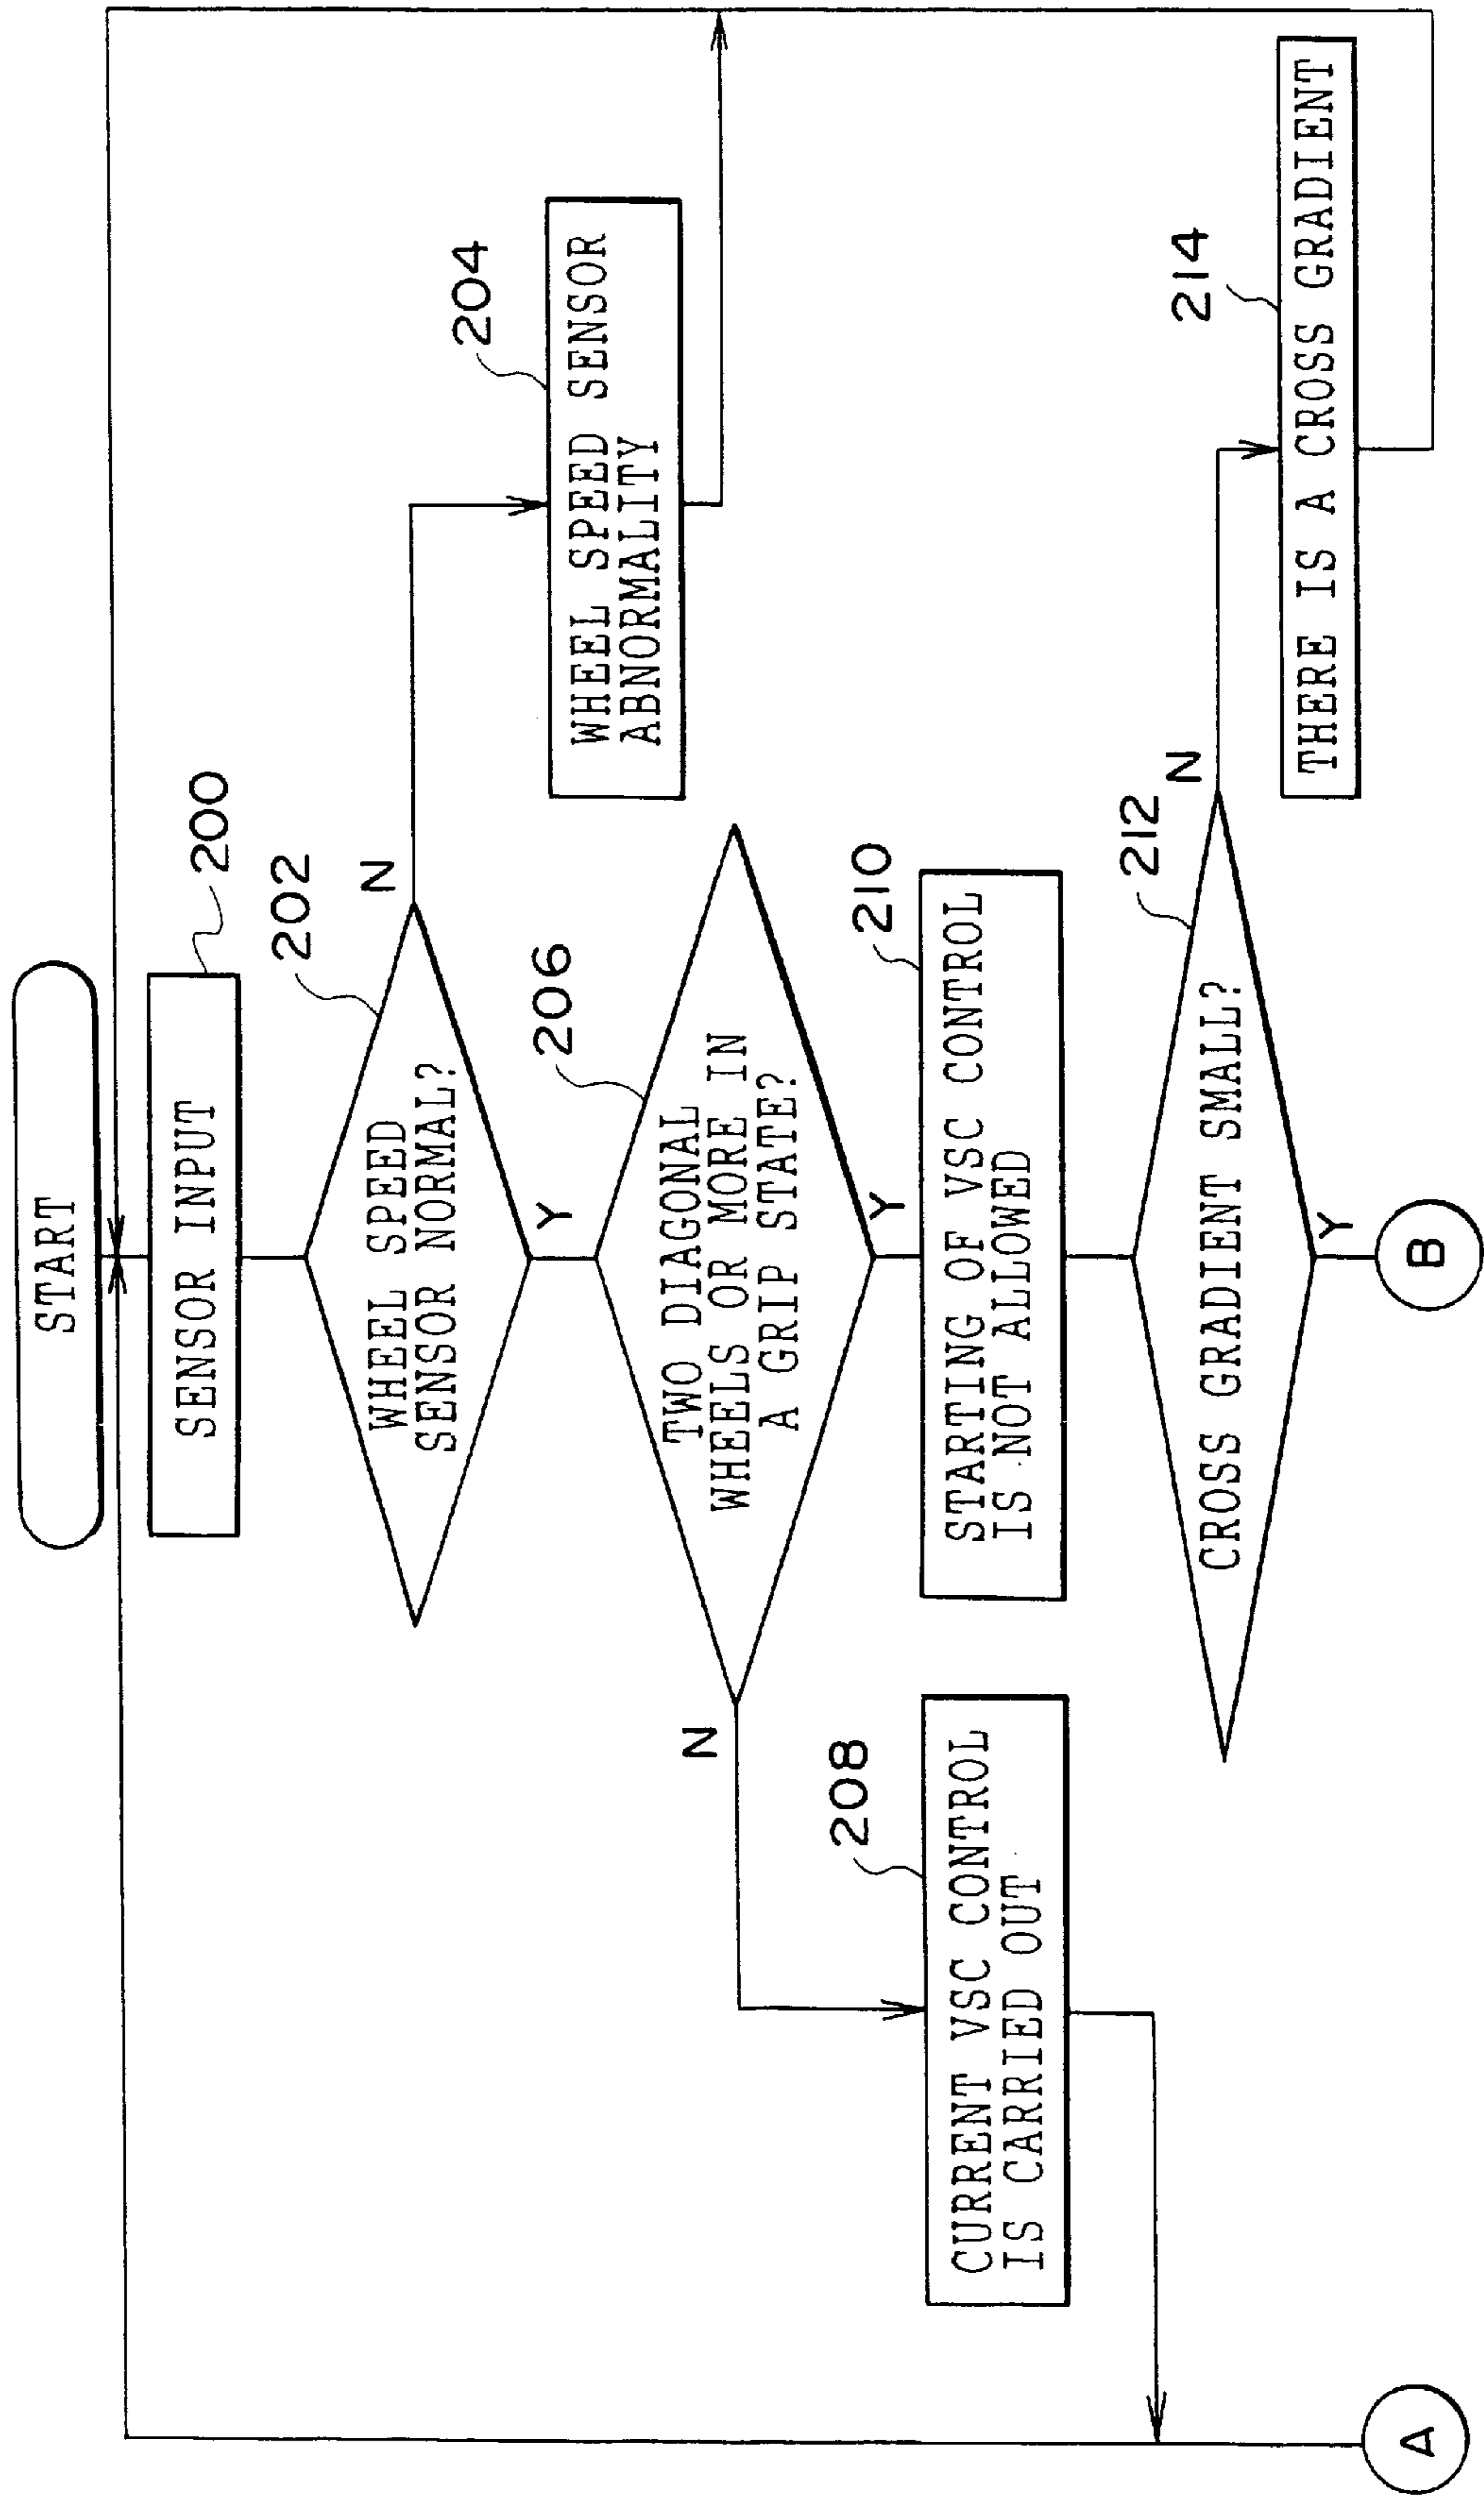 START
200
SENSOR INPUT
202
WHEEL SPEED
SENSOR NORMAL?
N
Y
204
WHEEL SPEED SENSOR
ABNORMALITY
206
TWO DIAGONAL
WHEELS OR MORE IN
A GRIP STATE?
N
Y
208
CURRENT VSC CONTROL
IS CARRIED OUT
210
STARTING OF VSC CONTROL
IS NOT ALLOWED
212
CROSS GRADIENT SMALL?
N
Y
214
THERE IS A CROSS GRADIENT
A
B